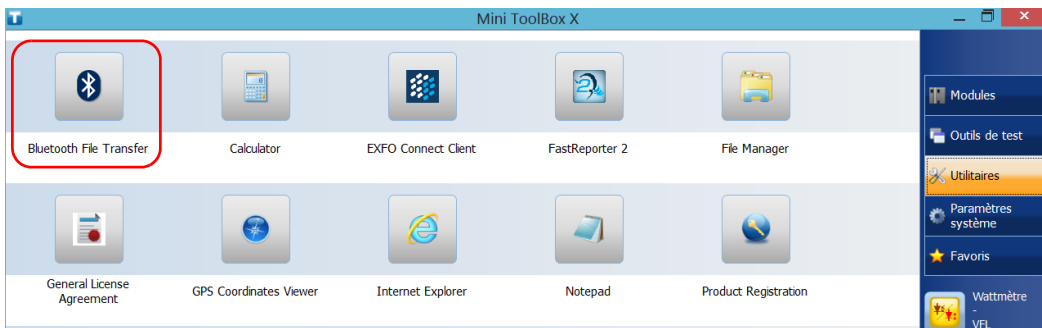 Mini ToolBox X
Bluetooth File Transfer
Calculator
EXFO Connect Client
FastReporter 2
File Manager
General License
Agreement
GPS Coordinates Viewer
Internet Explorer
Notepad
Product Registration
Modules
Outils de test
Utilitaires
Paramètres
système
Favoris
Wattmètre
-
VFL